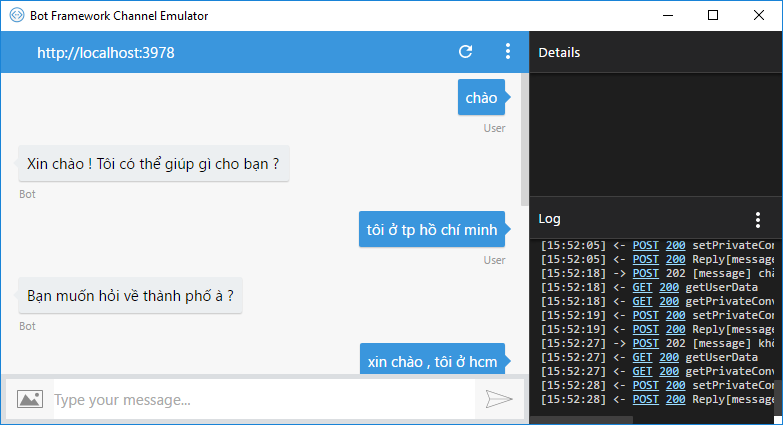 Bot Framework Channel Emulator
http://localhost:3978
chào
User
Xin chào ! Tôi có thể giúp gì cho bạn ?
Bot
tôi ở tp hồ chí minh
User
Bạn muốn hỏi về thành phố à ?
Bot
xin chào , tôi ở hcm
Type your message...
Details
Log
[15:52:05] <- POST 200 setPrivateCon
[15:52:05] <- POST 200 Reply[message
[15:52:18] -> POST 202 [message] chà
[15:52:18] <- GET 200 getUserData
[15:52:18] <- GET 200 getPrivateConv
[15:52:19] <- POST 200 setPrivateCon
[15:52:19] <- POST 200 Reply[message
[15:52:27] -> POST 202 [message] khô
[15:52:27] <- GET 200 getUserData
[15:52:27] <- GET 200 getPrivateConv
[15:52:28] <- POST 200 setPrivateCon
[15:52:28] <- POST 200 Reply[message